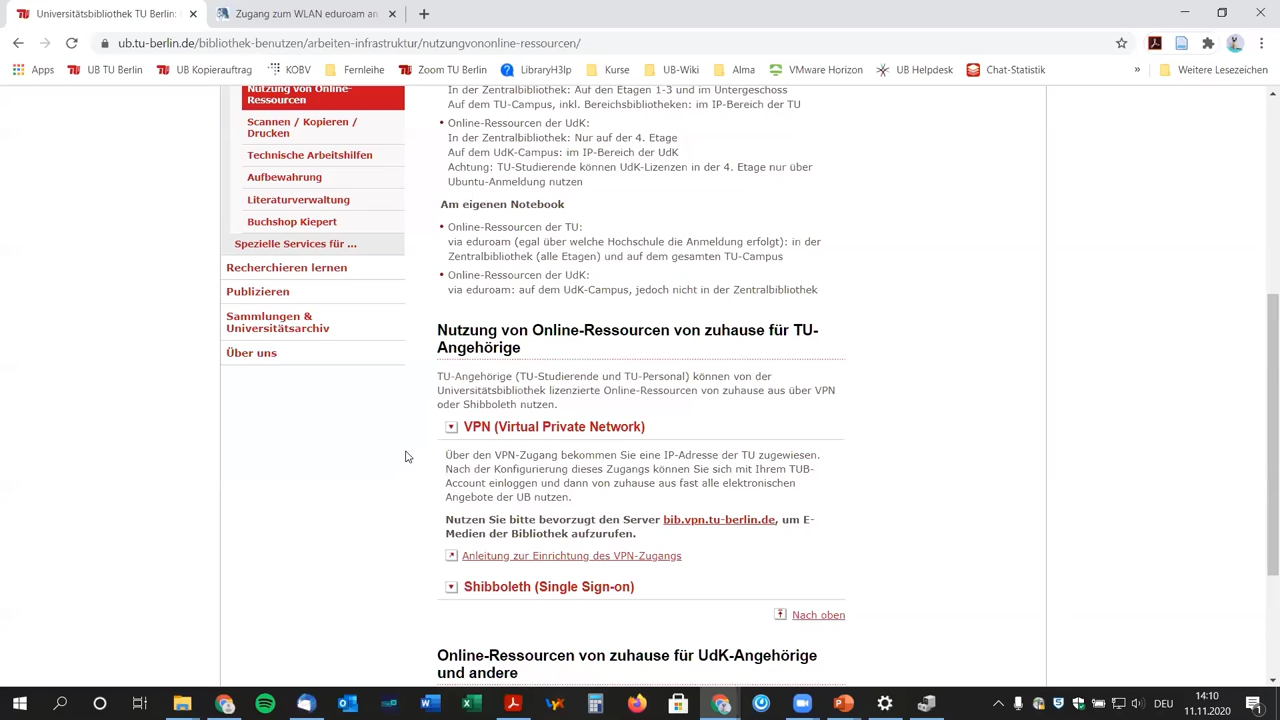 Universitätsbibliothek TU Berlin:
Zugang zum WLAN eduroam an
ub.tu-berlin.de/bibliothek-benutzen/arbeiten-infrastruktur/nutzungvononline-ressourcen/
Apps
UB TU Berlin
UB Kopierauftrag
KOBV
Fernleihe
Zoom TU Berlin
LibraryH3lp
Kurse
UB-Wiki
Alma
VMware Horizon
UB Helpdesk
Chat-Statistik
»
Weitere Lesezeichen
Nutzung von Online-
Ressourcen
Scannen / Kopieren /
Drucken
Technische Arbeitshilfen
Aufbewahrung
Literaturverwaltung
Buchshop Kiepert
Spezielle Services für ...
Recherchieren lernen
Publizieren
Sammlungen &
Universitätsarchiv
Über uns
In der Zentralbibliothek: Auf den Etagen 1-3 und im Untergeschoss
Auf dem TU-Campus, inkl. Bereichsbibliotheken: im IP-Bereich der TU
• Online-Ressourcen der UdK:
In der Zentralbibliothek: Nur auf der 4. Etage
Auf dem UdK-Campus: im IP-Bereich der UdK
Achtung: TU-Studierende können UdK-Lizenzen in der 4. Etage nur über
Ubuntu-Anmeldung nutzen
Am eigenen Notebook
• Online-Ressourcen der TU:
via eduroam (egal über welche Hochschule die Anmeldung erfolgt): in der
Zentralbibliothek (alle Etagen) und auf dem gesamten TU-Campus
• Online-Ressourcen der UdK:
via eduroam: auf dem UdK-Campus, jedoch nicht in der Zentralbibliothek
Nutzung von Online-Ressourcen von zuhause für TU-
Angehörige
TU-Angehörige (TU-Studierende und TU-Personal) können von der
Universitätsbibliothek lizenzierte Online-Ressourcen von zuhause aus über VPN
oder Shibboleth nutzen.
VPN (Virtual Private Network)
Über den VPN-Zugang bekommen Sie eine IP-Adresse der TU zugewiesen.
Nach der Konfigurierung dieses Zugangs können Sie sich mit Ihrem TUB-
Account einloggen und dann von zuhause aus fast alle elektronischen
Angebote der UB nutzen.
Nutzen Sie bitte bevorzugt den Server bib.vpn.tu-berlin.de, um E-
Medien der Bibliothek aufzurufen.
Anleitung zur Einrichtung des VPN-Zugangs
Shibboleth (Single Sign-on)
Nach oben
Online-Ressourcen von zuhause für UdK-Angehörige
und andere
DEU
14:10
11.11.2020